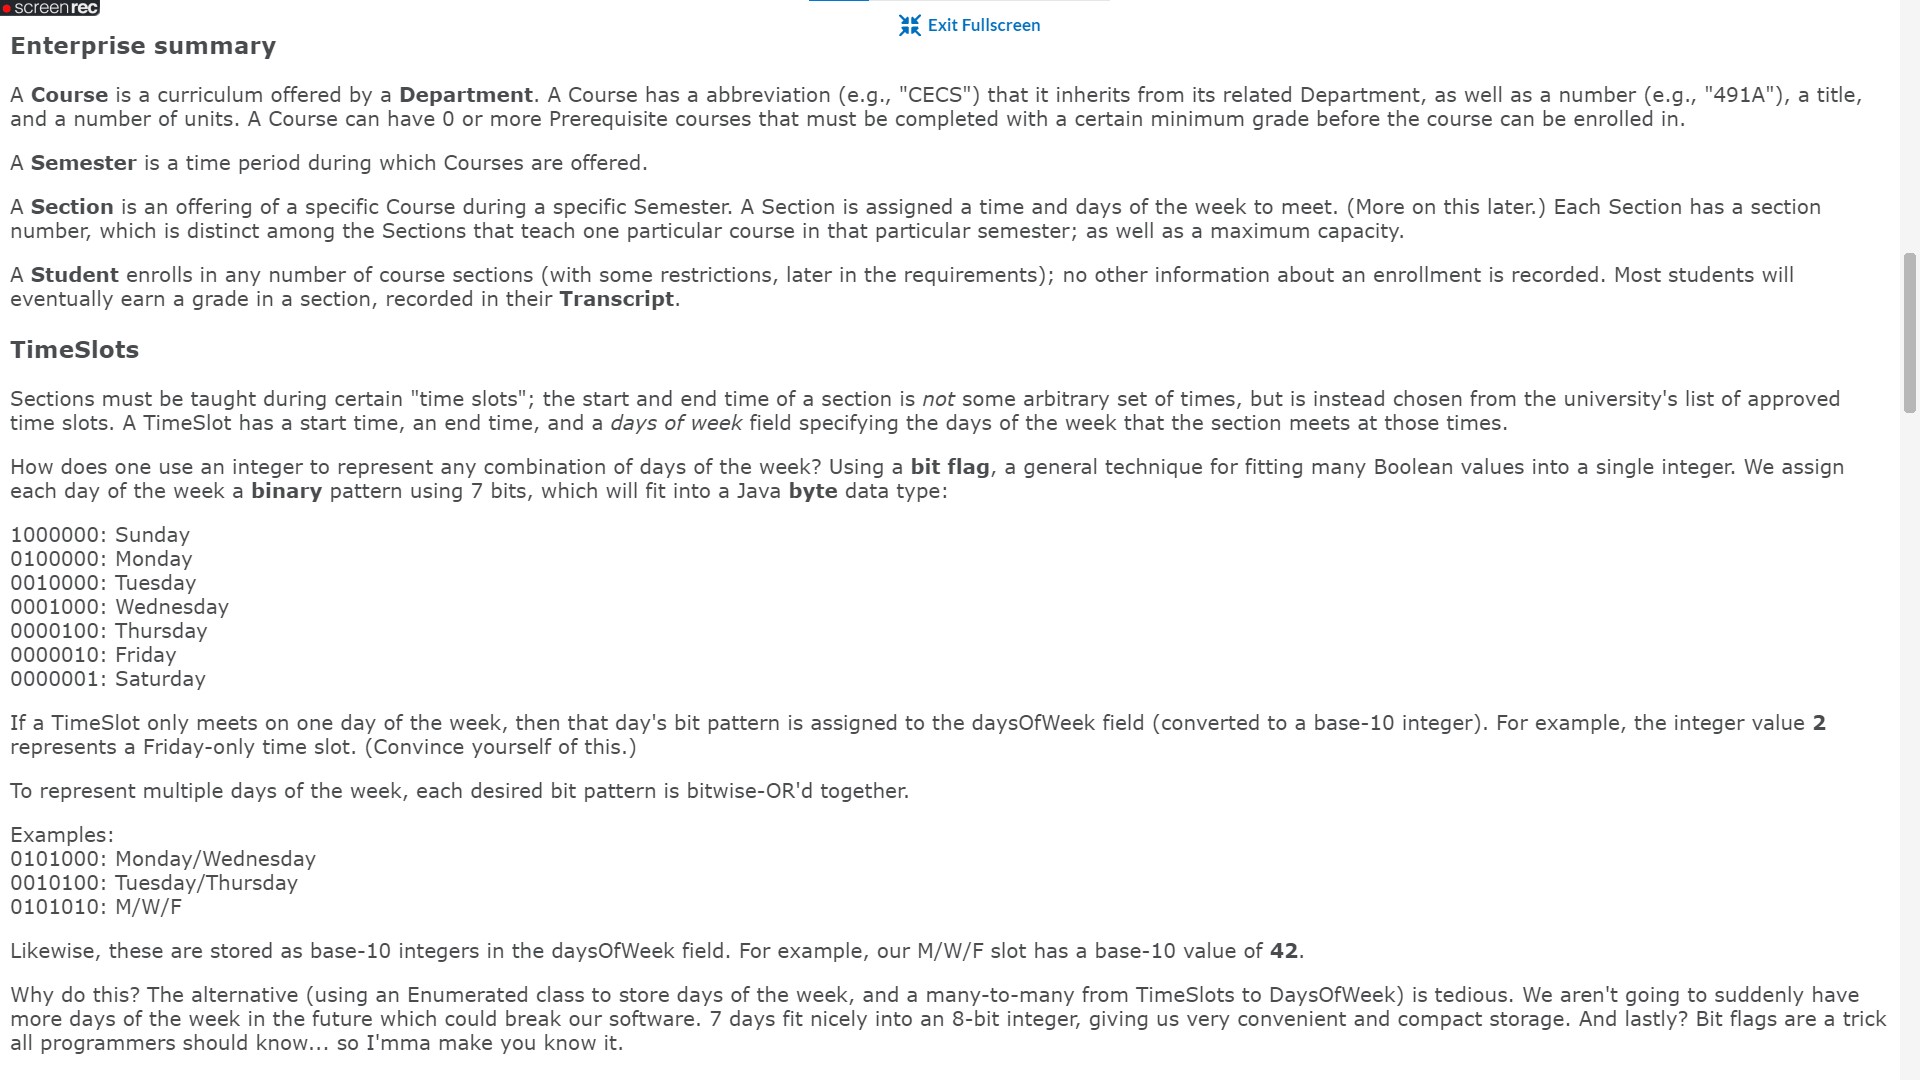 screenrec
Exit Fullscreen
Enterprise summary
A Course is a curriculum offered by a Department. A Course has a abbreviation (e.g., "CECS") that it inherits from its related Department, as well as a number (e.g., "491A"), a title,
and a number of units. A Course can have 0 or more Prerequisite courses that must be completed with a certain minimum grade before the course can be enrolled in.
A Semester is a time period during which Courses are offered.
A Section is an offering of a specific Course during a specific Semester. A Section is assigned a time and days of the week to meet. (More on this later.) Each Section has a section
number, which is distinct among the Sections that teach one particular course in that particular semester; as well as a maximum capacity.
A Student enrolls in any number of course sections (with some restrictions, later in the requirements); no other information about an enrollment is recorded. Most students will
eventually earn a grade in a section, recorded in their Transcript.
TimeSlots
Sections must be taught during certain "time slots"; the start and end time of a section is not some arbitrary set of times, but is instead chosen from the university's list of approved
time slots. A TimeSlot has a start time, an end time, and a days of week field specifying the days of the week that the section meets at those times.
How does one use an integer to represent any combination of days of the week? Using a bit flag, a general technique for fitting many Boolean values into a single integer. We assign
each day of the week a binary pattern using 7 bits, which will fit into a Java byte data type:
1000000: Sunday
0100000: Monday
0010000: Tuesday
0001000: Wednesday
0000100: Thursday
0000010: Friday
0000001: Saturday
If a TimeSlot only meets on one day of the week, then that day's bit pattern is assigned to the daysOfWeek field (converted to a base-10 integer). For example, the integer value 2
represents a Friday-only time slot. (Convince yourself of this.)
To represent multiple days of the week, each desired bit pattern is bitwise-OR'd together.
Examples:
0101000: Monday/Wednesday
0010100: Tuesday/Thursday
0101010: M/W/F
Likewise, these are stored as base-10 integers in the daysOfWeek field. For example, our M/W/F slot has a base-10 value of 42.
Why do this? The alternative (using an Enumerated class to store days of the week, and a many-to-many from TimeSlots to DaysOfWeek) is tedious. We aren't going to suddenly have
more days of the week in the future which could break our software. 7 days fit nicely into an 8-bit integer, giving us very convenient and compact storage. And lastly? Bit flags are a trick
all programmers should know... so I'mma make you know it.